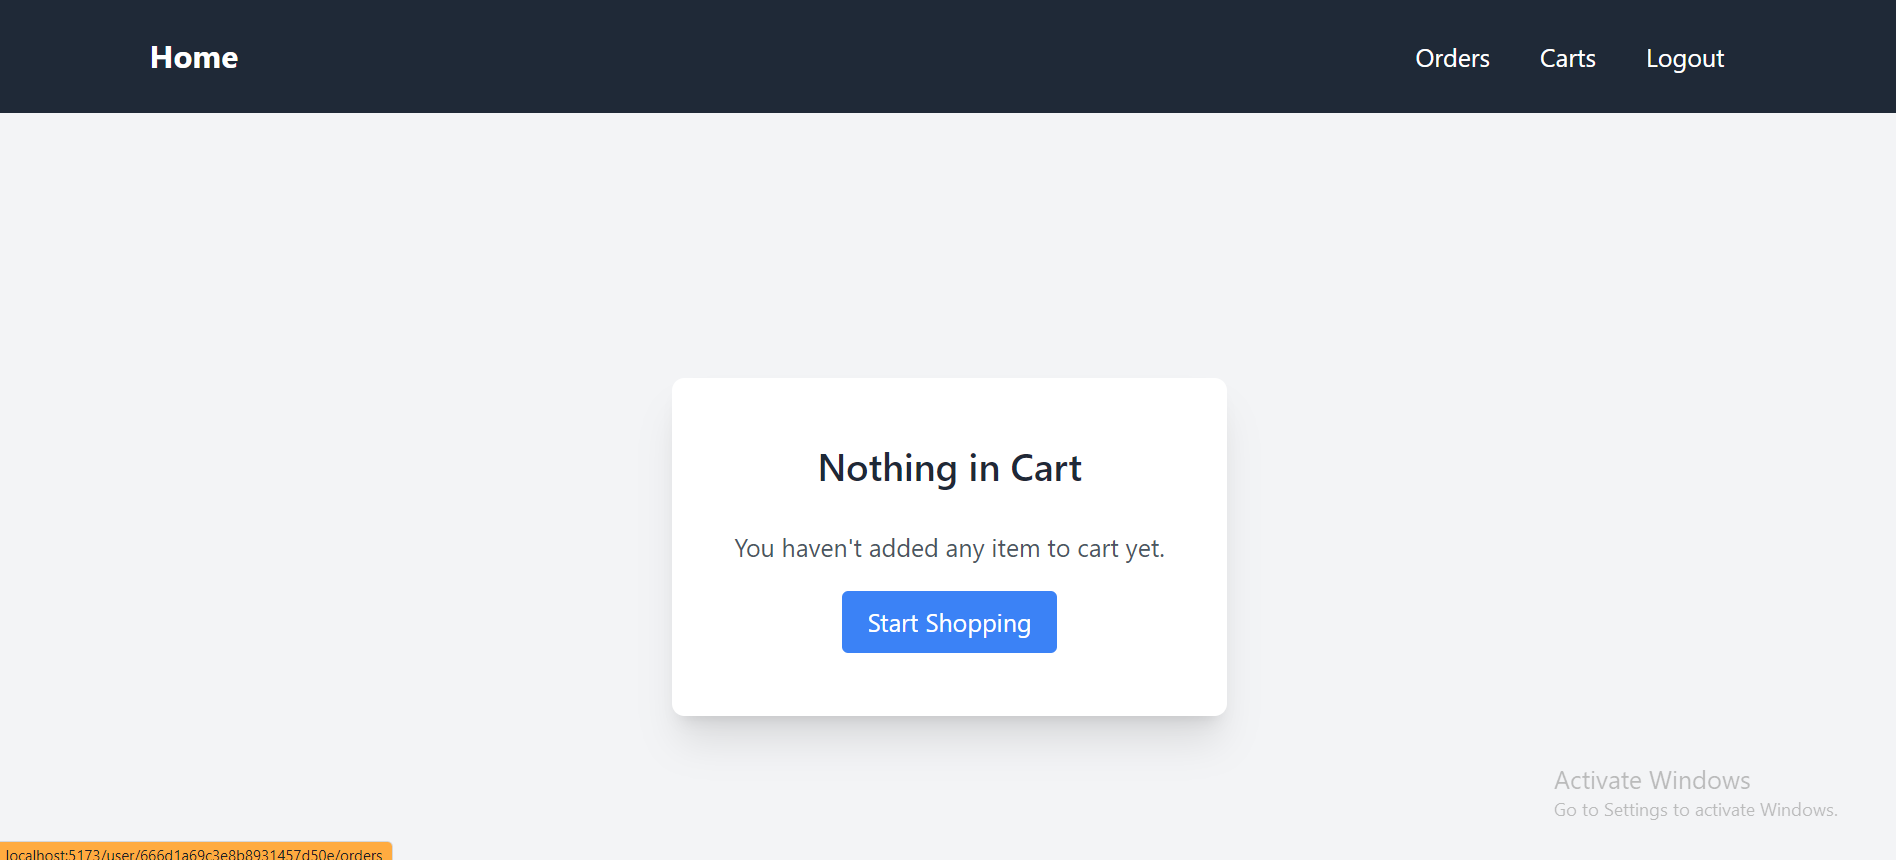 Home
Orders Carts Logout
Nothing in Cart
You haven't added any item to cart yet.
Start Shopping
Activate Windows
Go to Settings to activate Windows.
localhost:5173/user/666d1a69c3e8b8931457d50e/orders